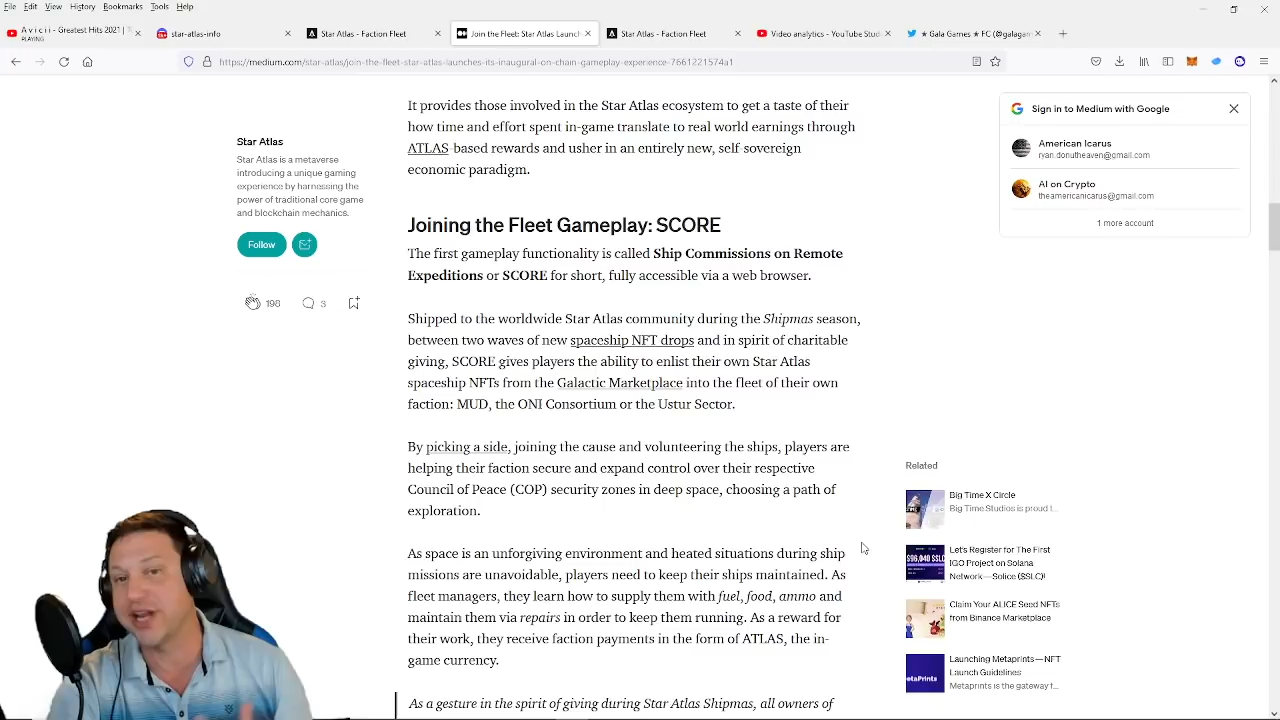 File Edit View History Bookmarks Tools Help
A v i c i i - Greatest Hits 2021 | T
PLAYING
star-atlas-info
Star Atlas - Faction Fleet
Join the Fleet: Star Atlas Launch
Star Atlas - Faction Fleet
Video analytics - YouTube Stud
★ Gala Games ★ FC (@galagam
https://medium.com/star-atlas/join-the-fleet-star-atlas-launches-its-inaugural-on-chain-gameplay-experience-7661221574a1
Star Atlas
Star Atlas is a metaverse
introducing a unique gaming
experience by harnessing the
power of traditional core game
and blockchain mechanics.
Follow
198
3
It provides those involved in the Star Atlas ecosystem to get a taste of their
how time and effort spent in-game translate to real world earnings through
ATLAS-based rewards and usher in an entirely new, self-sovereign
economic paradigm.
Joining the Fleet Gameplay: SCORE
The first gameplay functionality is called Ship Commissions on Remote
Expeditions or SCORE for short, fully accessible via a web browser.
Shipped to the worldwide Star Atlas community during the Shipmas season,
between two waves of new spaceship NFT drops and in spirit of charitable
giving, SCORE gives players the ability to enlist their own Star Atlas
spaceship NFTs from the Galactic Marketplace into the fleet of their own
faction: MUD, the ONI Consortium or the Ustur Sector.
By picking a side, joining the cause and volunteering the ships, players are
helping their faction secure and expand control over their respective
Council of Peace (COP) security zones in deep space, choosing a path of
exploration.
As space is an unforgiving environment and heated situations during ship
missions are unavoidable, players need to keep their ships maintained. As
fleet managers, they learn how to supply them with fuel, food, ammo and
maintain them via repairs in order to keep them running. As a reward for
their work, they receive faction payments in the form of ATLAS, the in-
game currency.
As a gesture in the spirit of giving during Star Atlas Shipmas, all owners of
Sign in to Medium with Google
American Icarus
ryan.donutheaven@gmail.com
AI on Crypto
theamericanicarus@gmail.com
1 more account
Related
Big Time X Circle
Big Time Studios is proud t...
Let's Register for The First
IGO Project on Solana
Network—Solice ($SLC)!
$96,040 $SLC
Claim Your ALICE Seed NFTs
from Binance Marketplace
Launching Metaprints—NFT
Launch Guidelines
Metaprints is the gateway f...
etaPrints